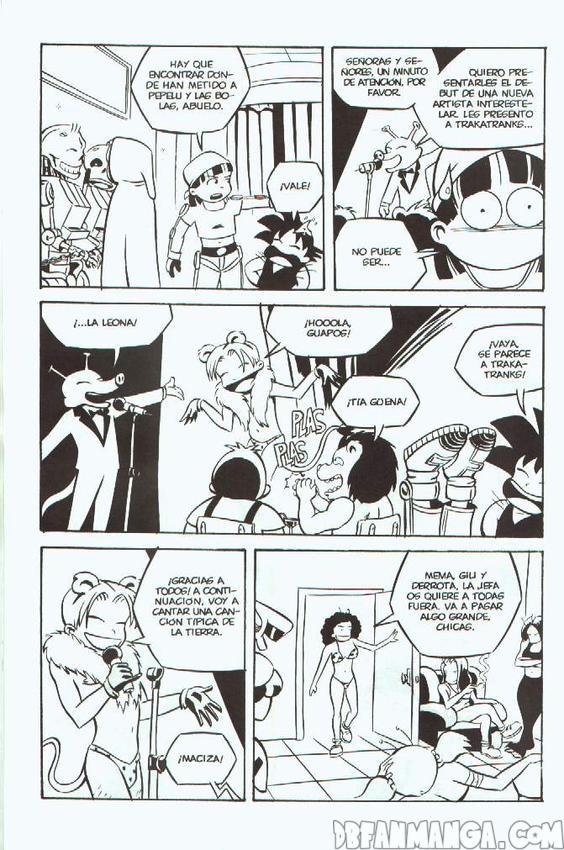 HAY QUE
ENCONTRAR DÓN-
DE HAN METIDO A
PEPELU Y LAS BO-
LAS, ABUELO.
¡VALE!
SEÑORAS Y SE-
ÑORES, UN MINUTO
DE ATENCIÓN, POR
FAVOR.
QUIERO PRE-
SENTARLES EL DE-
BUT DE UNA NUEVA
ARTISTA INTERESTE-
LAR. LES PRESENTO
A TRAKATRANKS...
NO PUEDE
SER...
¡...LA LEONA!
¡HOOOLA,
GUAPOS!
¡VAYA,
SE PARECE
A TRAKA-
TRANKS!
¡TÍA GÜENA!
PLAS
PLAS
¡GRACIAS A
TODOS! A CONTI-
NUACIÓN, VOY A
CANTAR UNA CAN-
CIÓN TÍPICA DE
LA TIERRA.
¡MACIZA!
MEMA, GILI Y
DERROTA, LA JEFA
OS QUIERE A TODAS
FUERA. VA A PAGAR
ALGO GRANDE,
CHICAS.
DBFANMANGA.COM